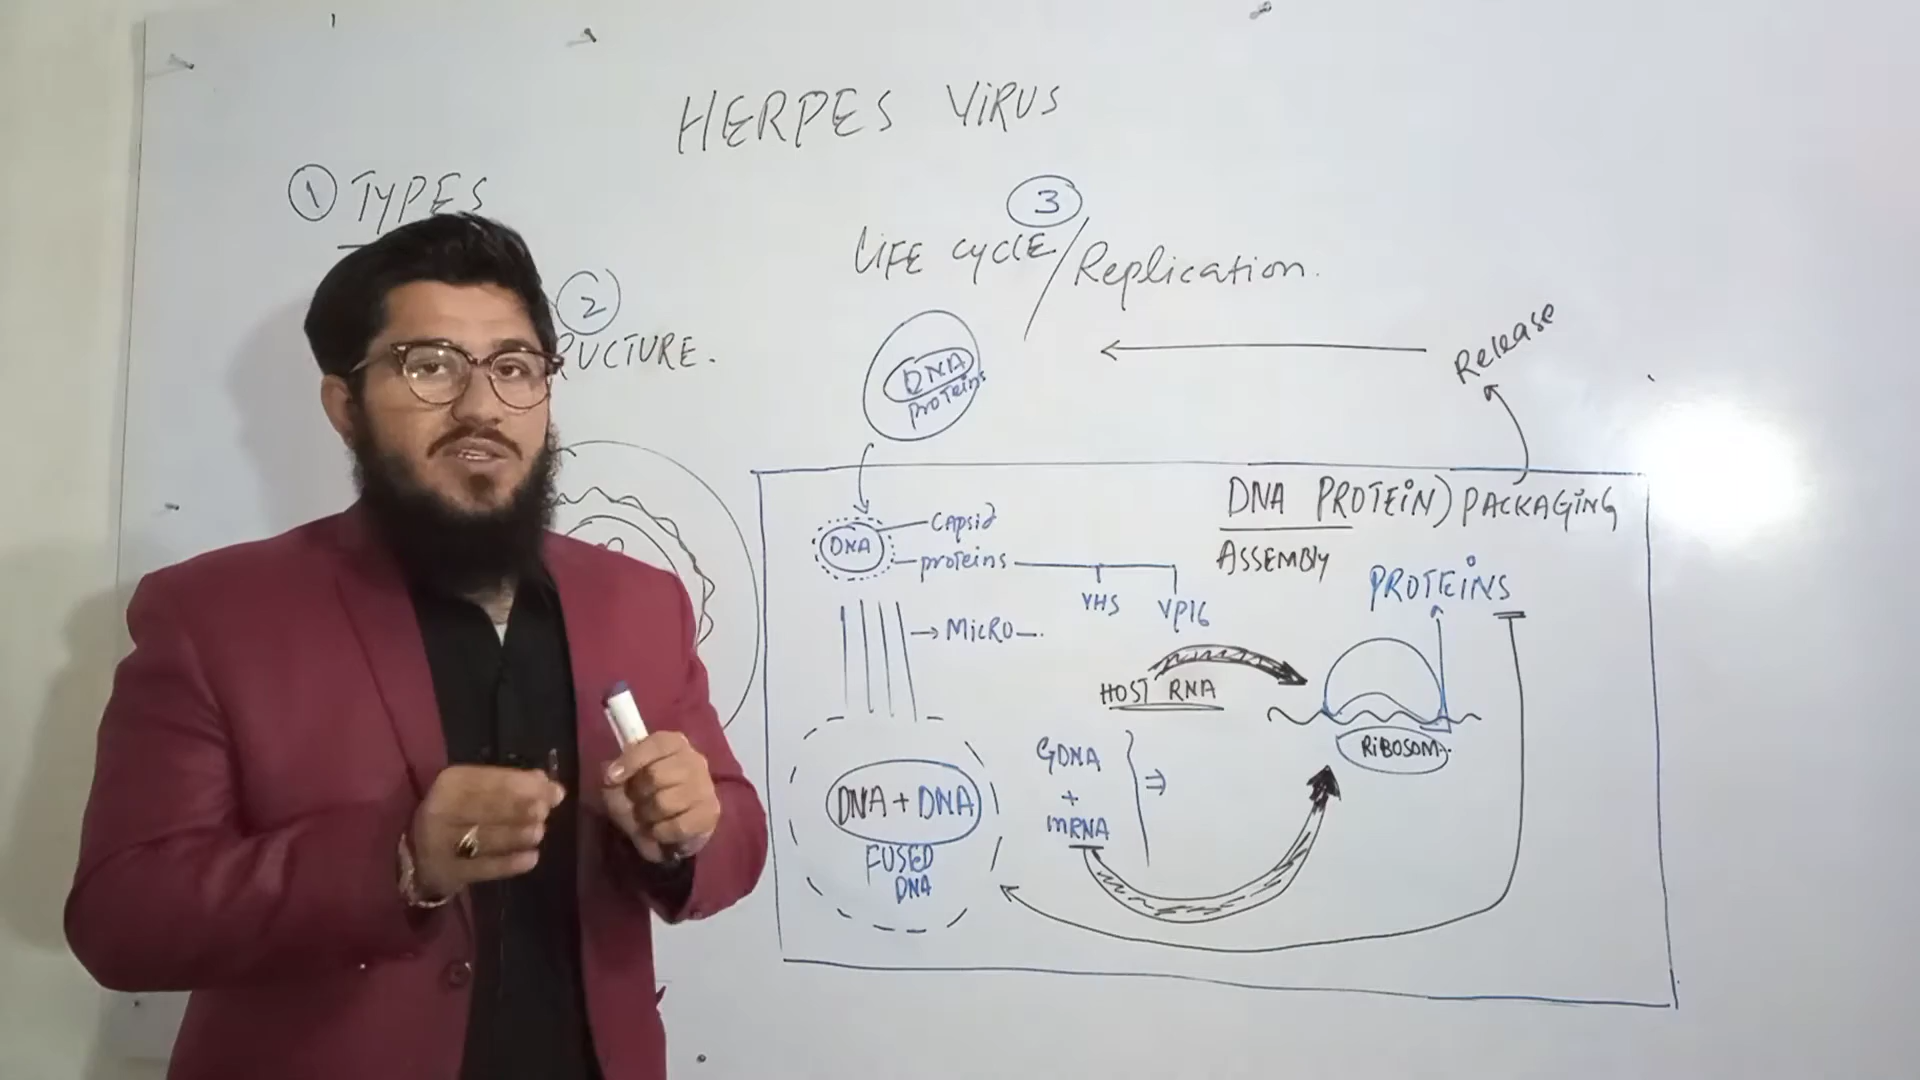 HERPES ViRUS
1 TYPES
2
RUCTURE.
3
LiFE CYCLE/Replication.
DNA
proteins
Release
DNA
Capsid
proteins
VHS
VP16
→ MicRO—.
DNA PROTEiN) PACKAGiNG
ASSEMBLY
PROTEiNS
HOST RNA
RiBOSOM.
GDNA
+
mRNA
⇒
DNA + DNA
FUSED
DNA